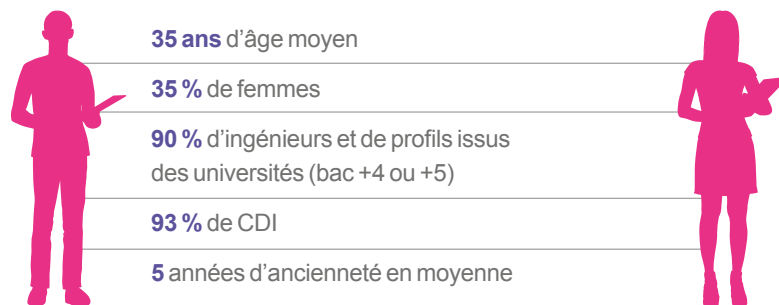 35 ans d’âge moyen
35 % de femmes
90 % d’ingénieurs et de profils issus
des universités (bac +4 ou +5)
93 % de CDI
5 années d’ancienneté en moyenne